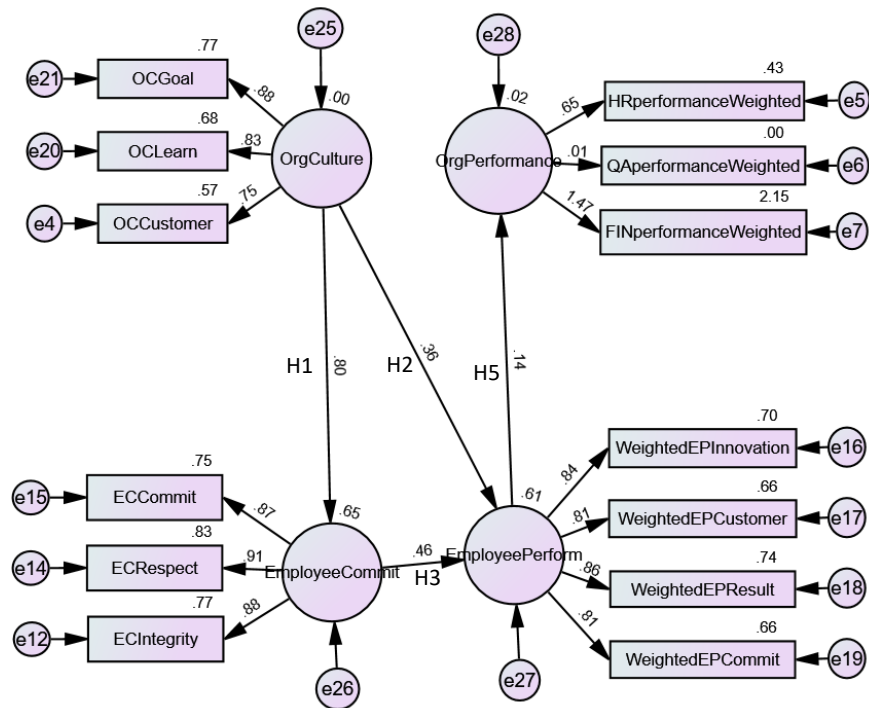 e25
e28
.77
.43
e21
OCGoal
.88
.00
.02
.65
HRperformanceWeighted
e5
.68
.00
e20
OCLearn
.83
OrgCulture
OrgPerformance
.01
QAperformanceWeighted
e6
.57
.75
1.47
2.15
e4
OCCustomer
FINperformanceWeighted
e7
H1
.80
H2
.36
H5
.14
.70
.75
WeightedEPInnovation
e16
e15
ECCommit
.87
.65
.61
.84
.66
.83
.46
.81
WeightedEPCustomer
e17
e14
ECRespect
.91
EmployeeCommit
H3
EmployeePerform
.86
.74
.77
.88
WeightedEPResult
e18
e12
ECIntegrity
.81
.66
WeightedEPCommit
e19
e26
e27